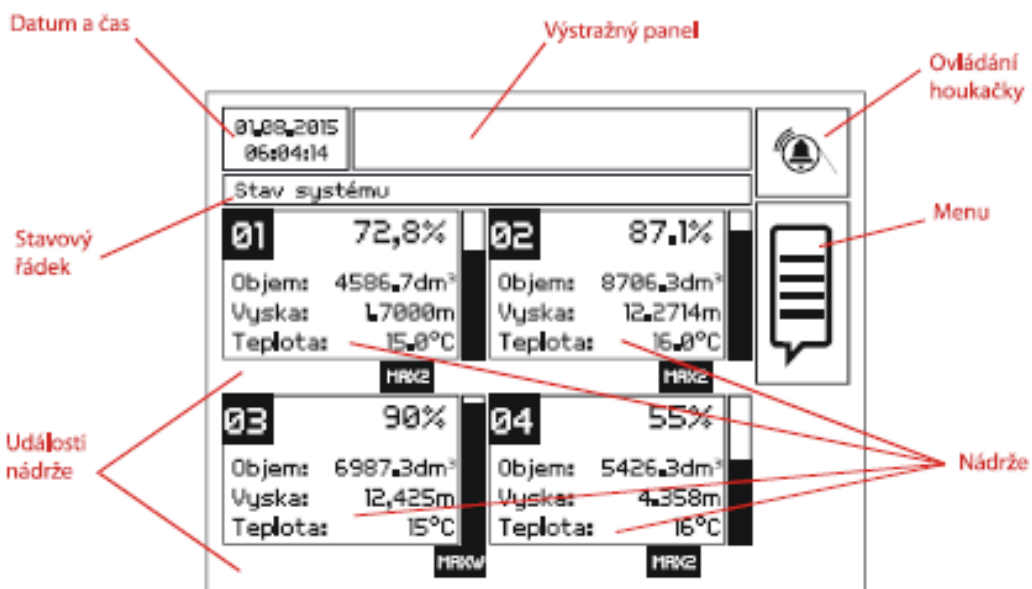 Datum a čas
Výstražný panel
Ovládání
houkačky
01.08.2015
06:04:14
Stav systému
Stavový
řádek
Menu
01 72,8%
Objem: 4586.7dm³
Vyska: 1.7000m
Teplota: 15.0°C
MAX2
02 87.1%
Objem: 8706.3dm³
Vyska: 12.2714m
Teplota: 16.0°C
MAX2
03 90%
Objem: 6987.3dm³
Vyska: 12,425m
Teplota: 15°C
MAXW
04 55%
Objem: 5426.3dm³
Vyska: 4.358m
Teplota: 16°C
MAX2
Události
nádrže
Nádrže